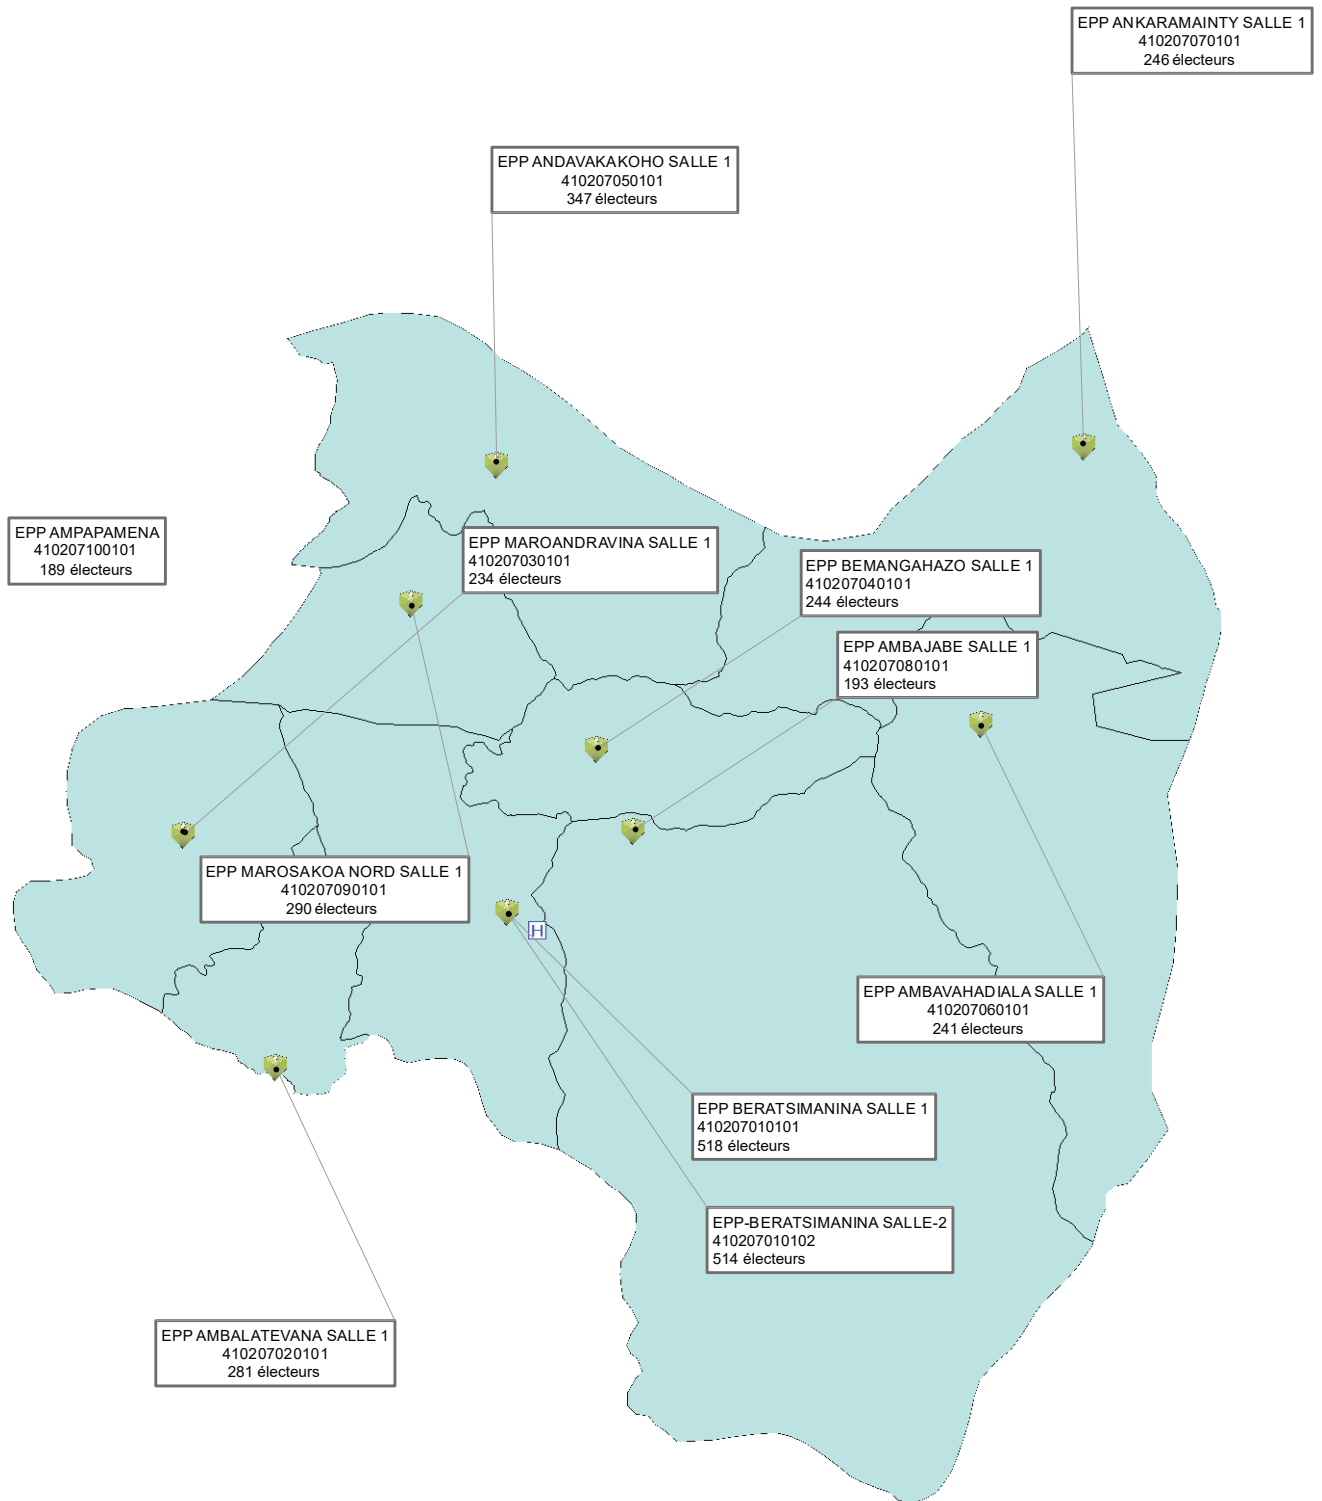 EPP ANKARAMAINTY SALLE 1
410207070101
246 électeurs
EPP ANDAVAKAKOHO SALLE 1
410207050101
347 électeurs
EPP AMPAPAMENA
410207100101
189 électeurs
EPP MAROANDRAVINA SALLE 1
410207030101
234 électeurs
EPP BEMANGAHAZO SALLE 1
410207040101
244 électeurs
EPP AMBAJABE SALLE 1
410207080101
193 électeurs
EPP MAROSAKOA NORD SALLE 1
410207090101
290 électeurs
H
EPP AMBAVAHADIALA SALLE 1
410207060101
241 électeurs
EPP BERATSIMANINA SALLE 1
410207010101
518 électeurs
EPP-BERATSIMANINA SALLE-2
410207010102
514 électeurs
EPP AMBALATEVANA SALLE 1
410207020101
281 électeurs